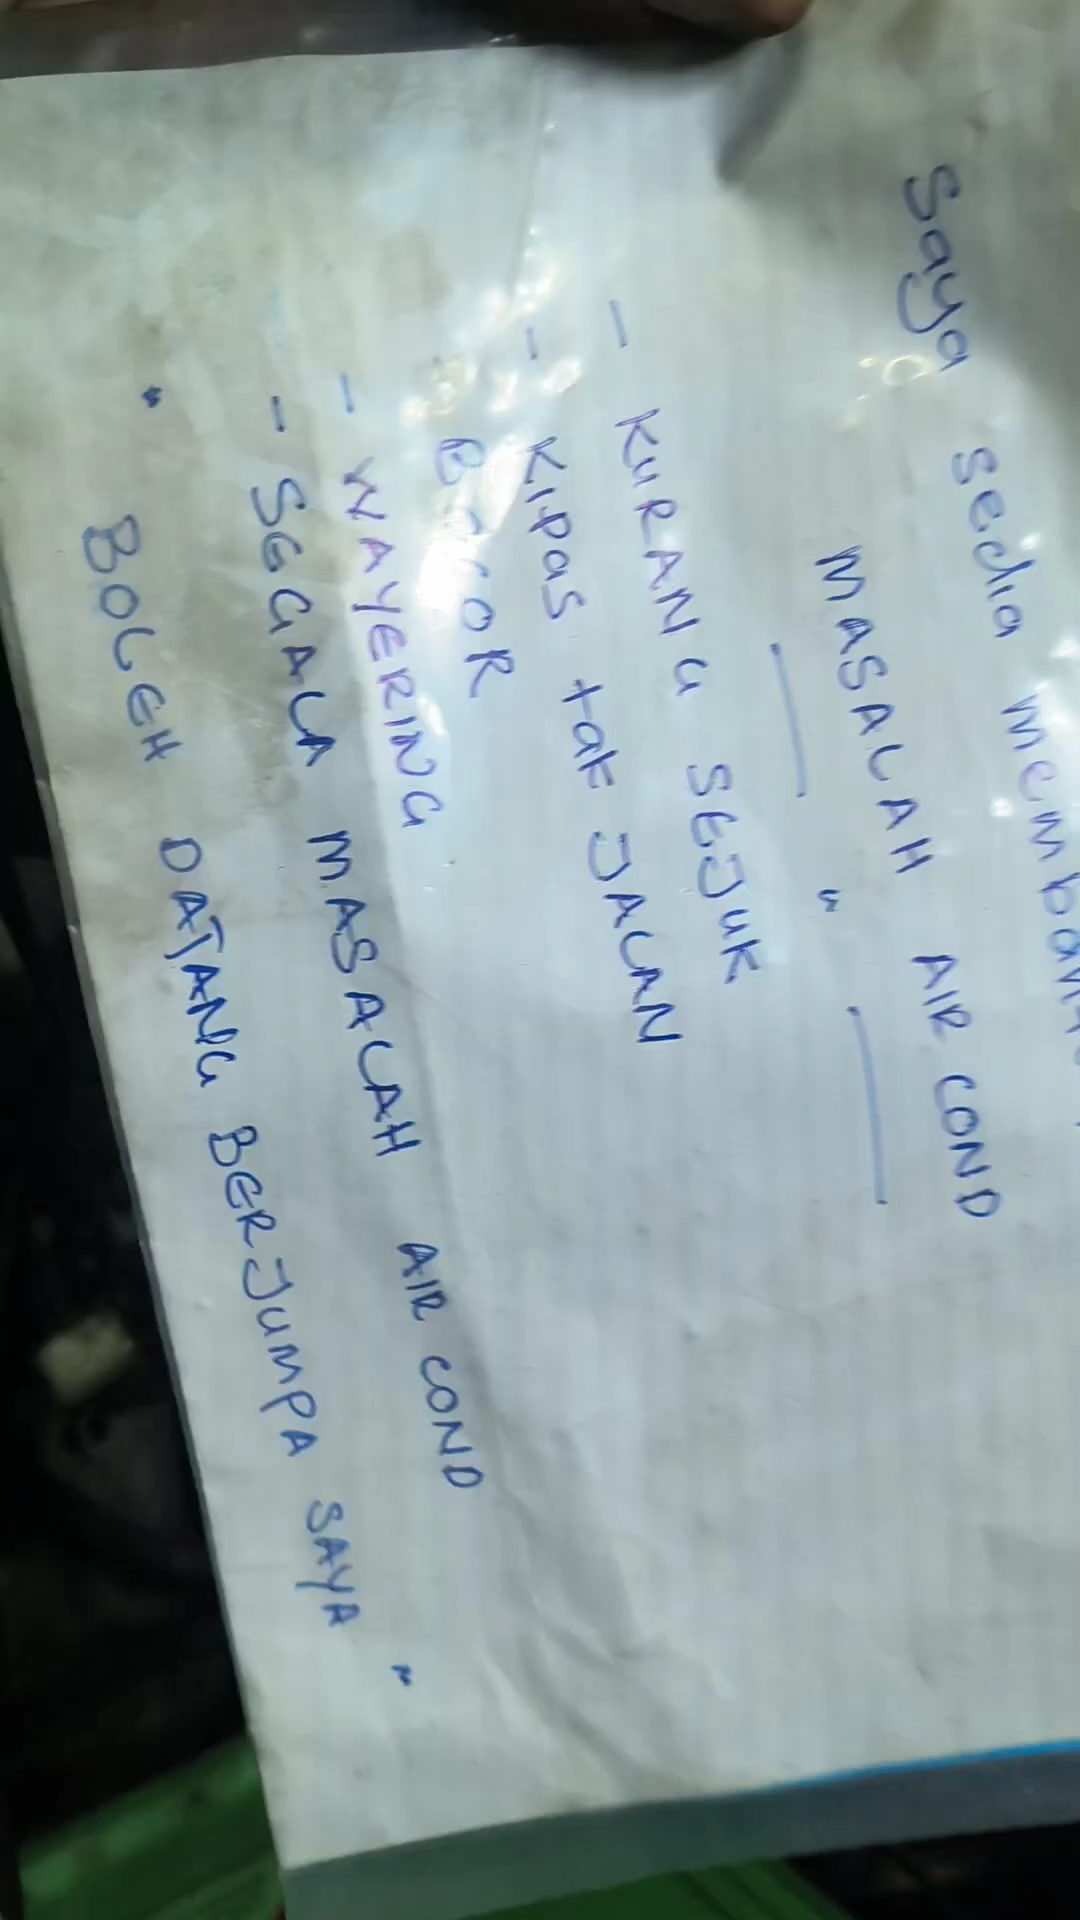 Saya sedia
MASALAH AIR COND
"
- KURANG SEJUK
- KIPas tak JALAN
BOCOR
- WAYERING
- SEGALA MASALAH AIR COND
" BOLEH DATANG BERJUMPA SAYA "